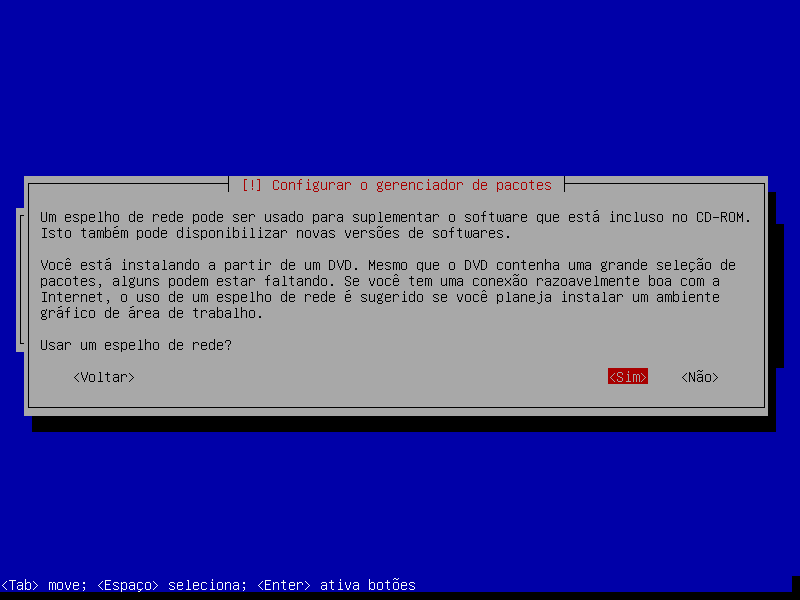 [!] Configurar o gerenciador de pacotes
Um espelho de rede pode ser usado para suplementar o software que está incluso no CD-ROM.
Isto também pode disponibilizar novas versões de softwares.
Você está instalando a partir de um DVD. Mesmo que o DVD contenha uma grande seleção de
pacotes, alguns podem estar faltando. Se você tem uma conexão razoavelmente boa com a
Internet, o uso de um espelho de rede é sugerido se você planeja instalar um ambiente
gráfico de área de trabalho.
Usar um espelho de rede?
<Voltar> <Sim> <Não>
<Tab> move; <Espaço> seleciona; <Enter> ativa botões